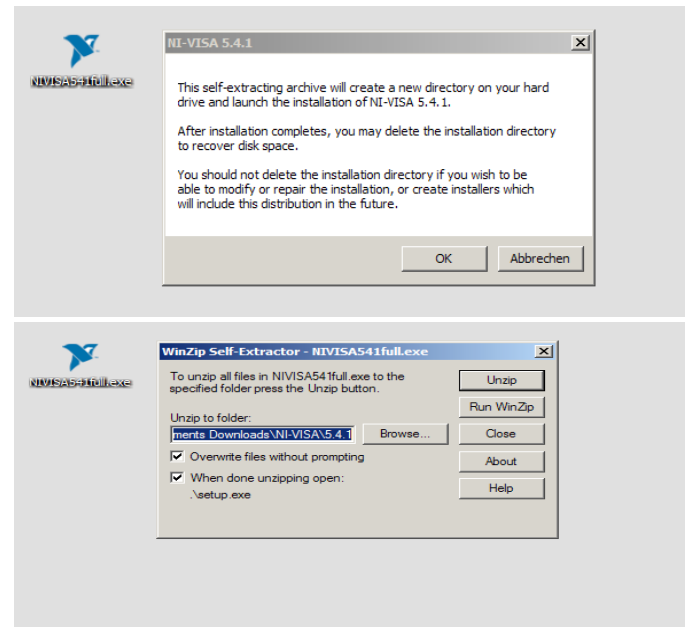 NI-VISA 5.4.1
NIVISA541full.exe
This self-extracting archive will create a new directory on your hard
drive and launch the installation of NI-VISA 5.4.1.
After installation completes, you may delete the installation directory
to recover disk space.
You should not delete the installation directory if you wish to be
able to modify or repair the installation, or create installers which
will include this distribution in the future.
OK
Abbrechen
WinZip Self-Extractor - NIVISA541full.exe
NIVISA541full.exe
To unzip all files in NIVISA541full.exe to the
specified folder press the Unzip button.
Unzip to folder:
ments Downloads\NI-VISA\5.4.1
Browse...
Overwrite files without prompting
When done unzipping open:
.\setup.exe
Unzip
Run WinZip
Close
About
Help